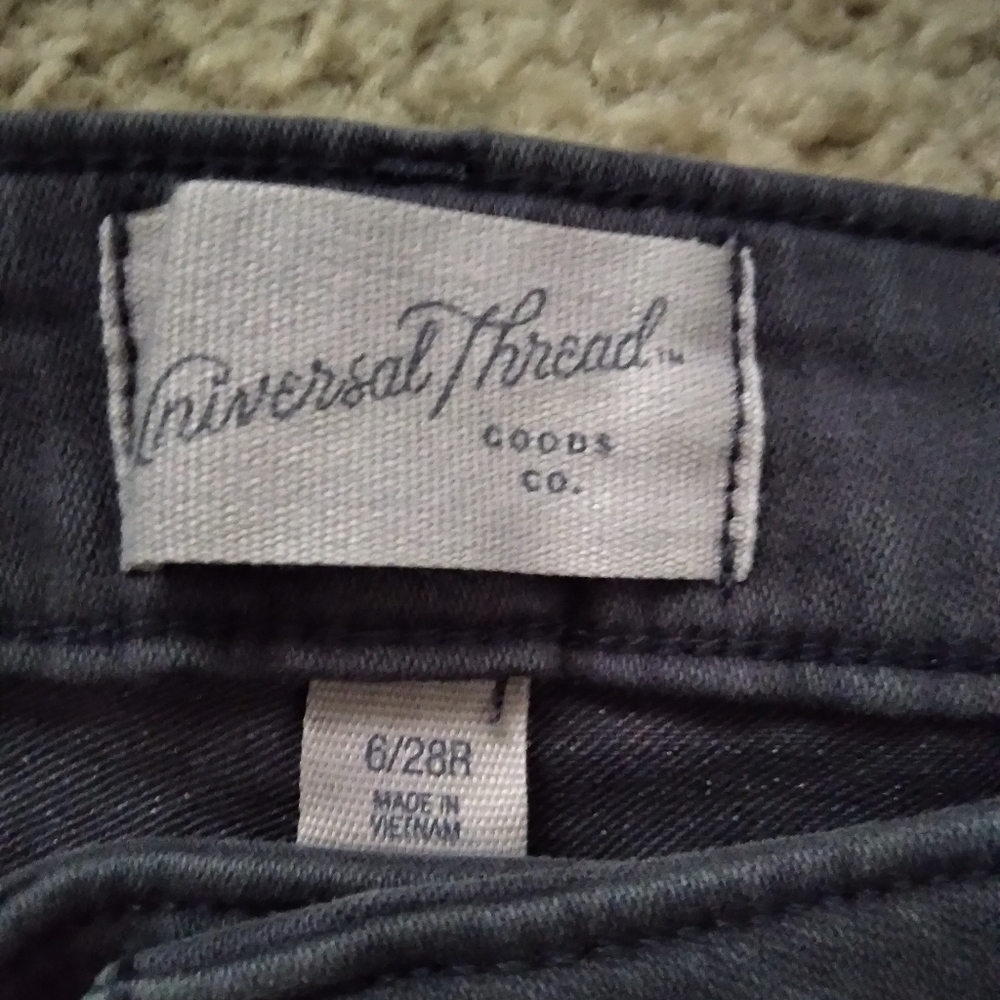 Universal Thread™
GOODS
CO.
6/28R
MADE IN
VIETNAM